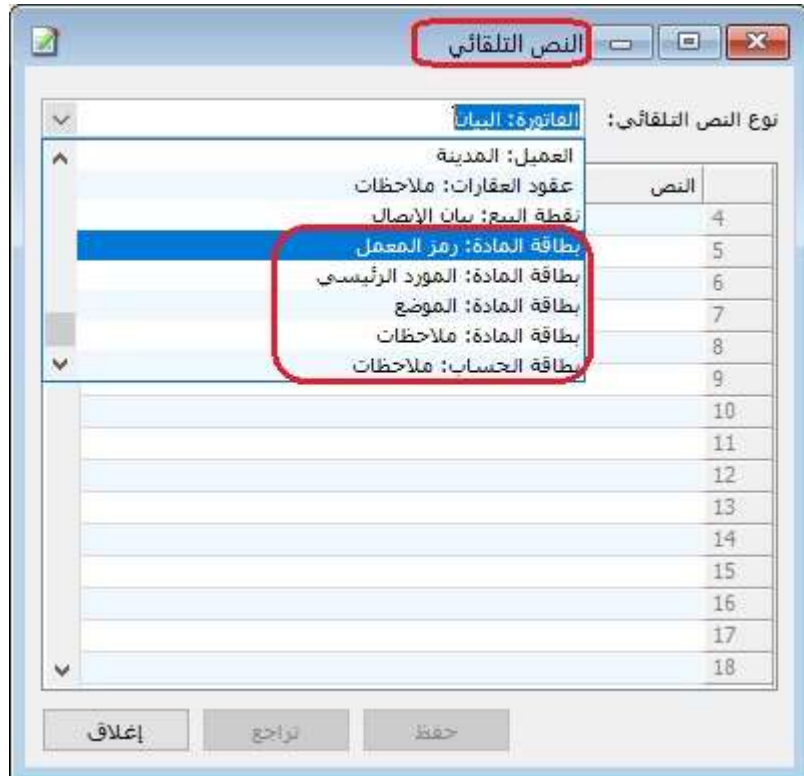 النص التلقائي
نوع النص التلقائي: الفاتورة: البيان
العميل: المدينة
عقود العقارات: ملاحظات
نقطة البيع: بيان الإيصال
بطاقة المادة: رمز المعمل
بطاقة المادة: المورد الرئيسي
بطاقة المادة: الموضع
بطاقة المادة: ملاحظات
بطاقة الحساب: ملاحظات
النص
4
5
6
7
8
9
10
11
12
13
14
15
16
17
18
حفظ تراجع إغلاق